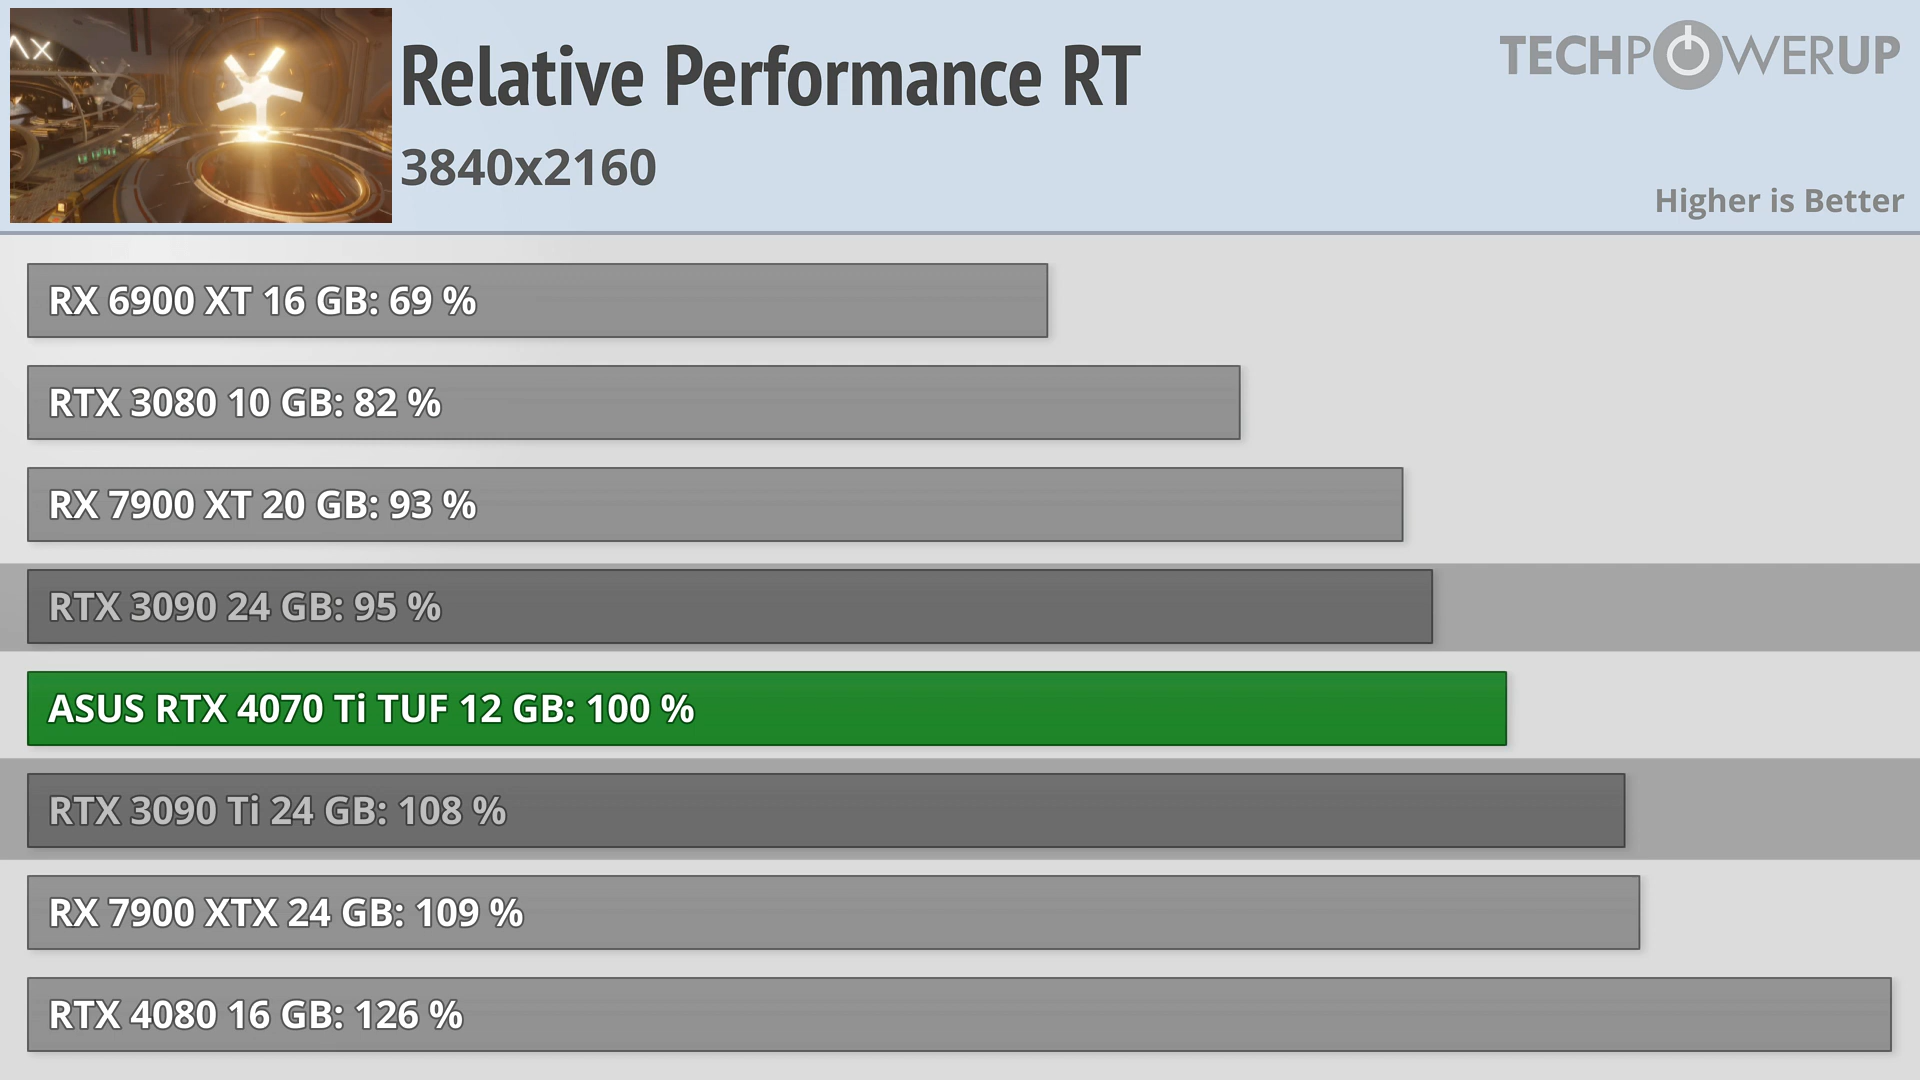 Relative Performance RT
TECHPOWERUP
3840x2160
Higher is Better
RX 6900 XT 16 GB: 69 %
RTX 3080 10 GB: 82 %
RX 7900 XT 20 GB: 93 %
RTX 3090 24 GB: 95 %
ASUS RTX 4070 Ti TUF 12 GB: 100 %
RTX 3090 Ti 24 GB: 108 %
RX 7900 XTX 24 GB: 109 %
RTX 4080 16 GB: 126 %